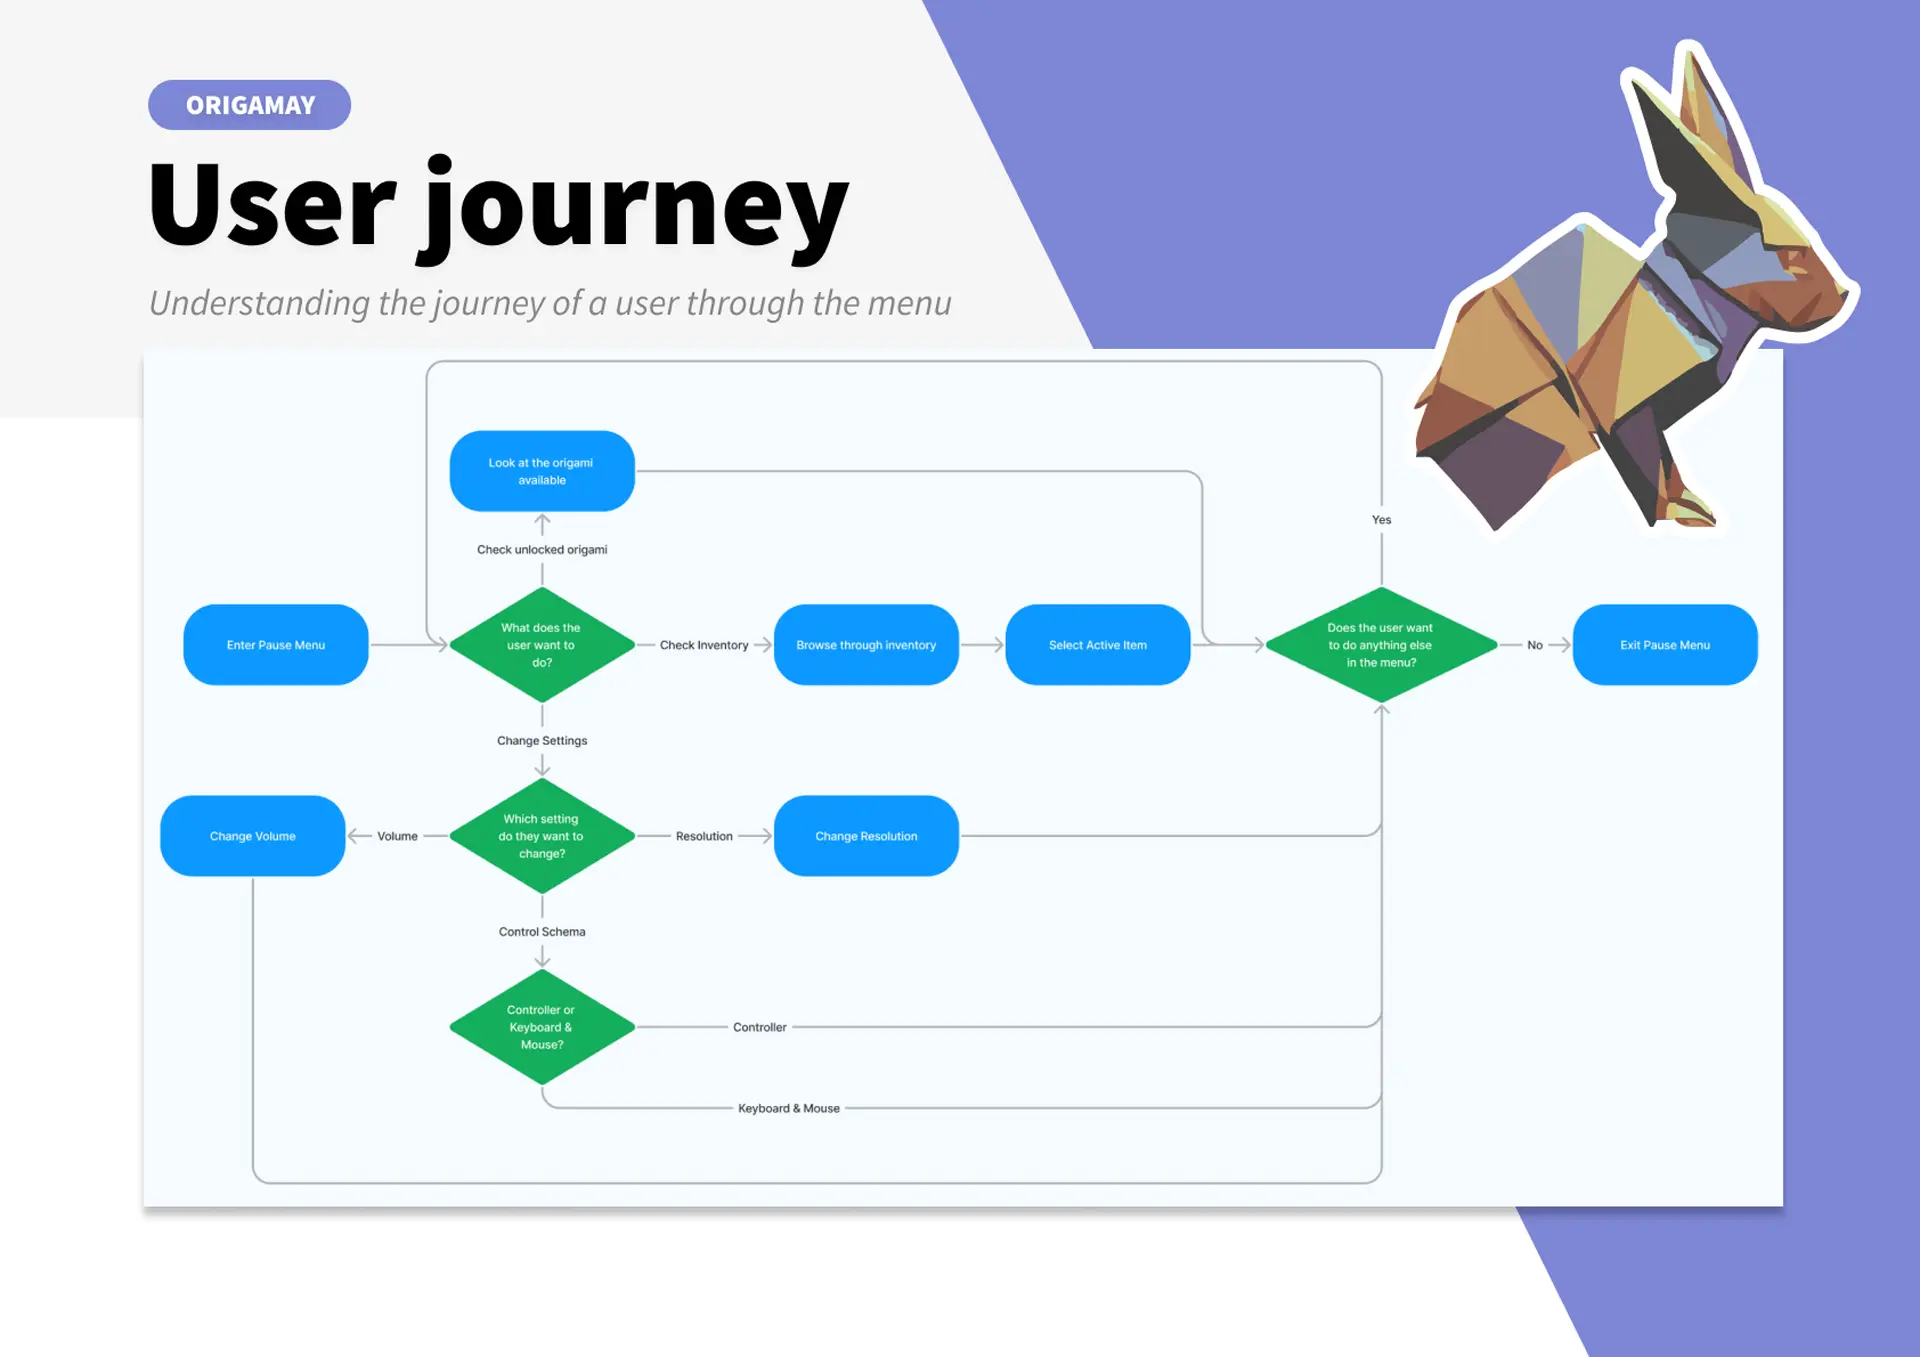 ORIGAMAY
User journey
Understanding the journey of a user through the menu
Look at the origami
available
Yes
Check unlocked origami
Enter Pause Menu
What does the
user want to
do?
Check Inventory
Browse through inventory
Select Active Item
Does the user want
to do anything else
in the menu?
No
Exit Pause Menu
Change Settings
Change Volume
Volume
Which setting
do they want to
change?
Resolution
Change Resolution
Control Schema
Controller or
Keyboard &
Mouse?
Controller
Keyboard & Mouse